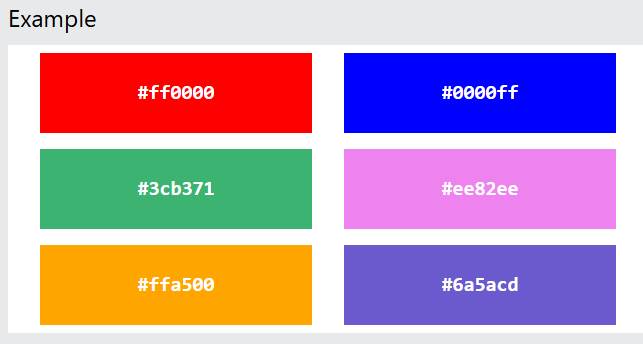 Example
#ff0000 #0000ff
#3cb371 #ee82ee
#ffa500 #6a5acd